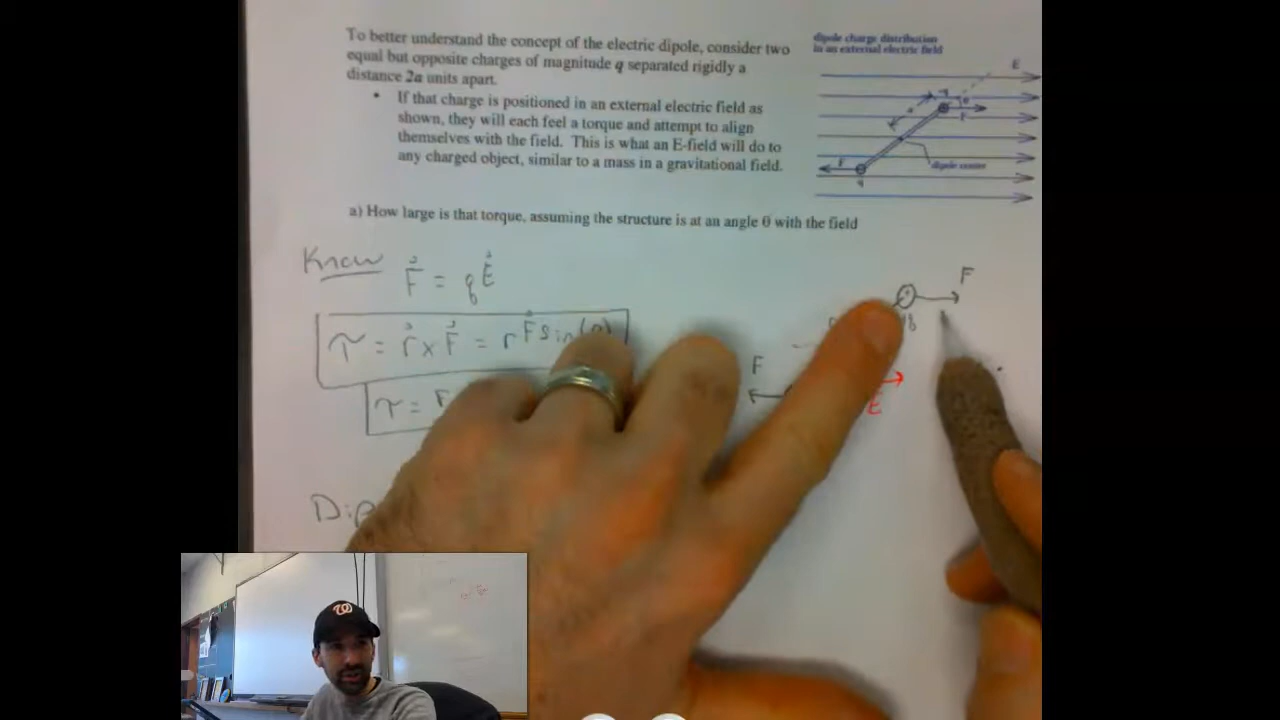 To better understand the concept of the electric dipole, consider two
equal but opposite charges of magnitude q separated rigidly a
distance 2a units apart.
• If that charge is positioned in an external electric field as
shown, they will each feel a torque and attempt to align
themselves with the field. This is what an E-field will do to
any charged object, similar to a mass in a gravitational field.
dipole charge distribution
in an external electric field
E
F
dipole center
F
q
a) How large is that torque, assuming the structure is at an angle θ with the field
Know F = qE
τ = r x F = r F sin(θ)
τ =
F
F
E
W